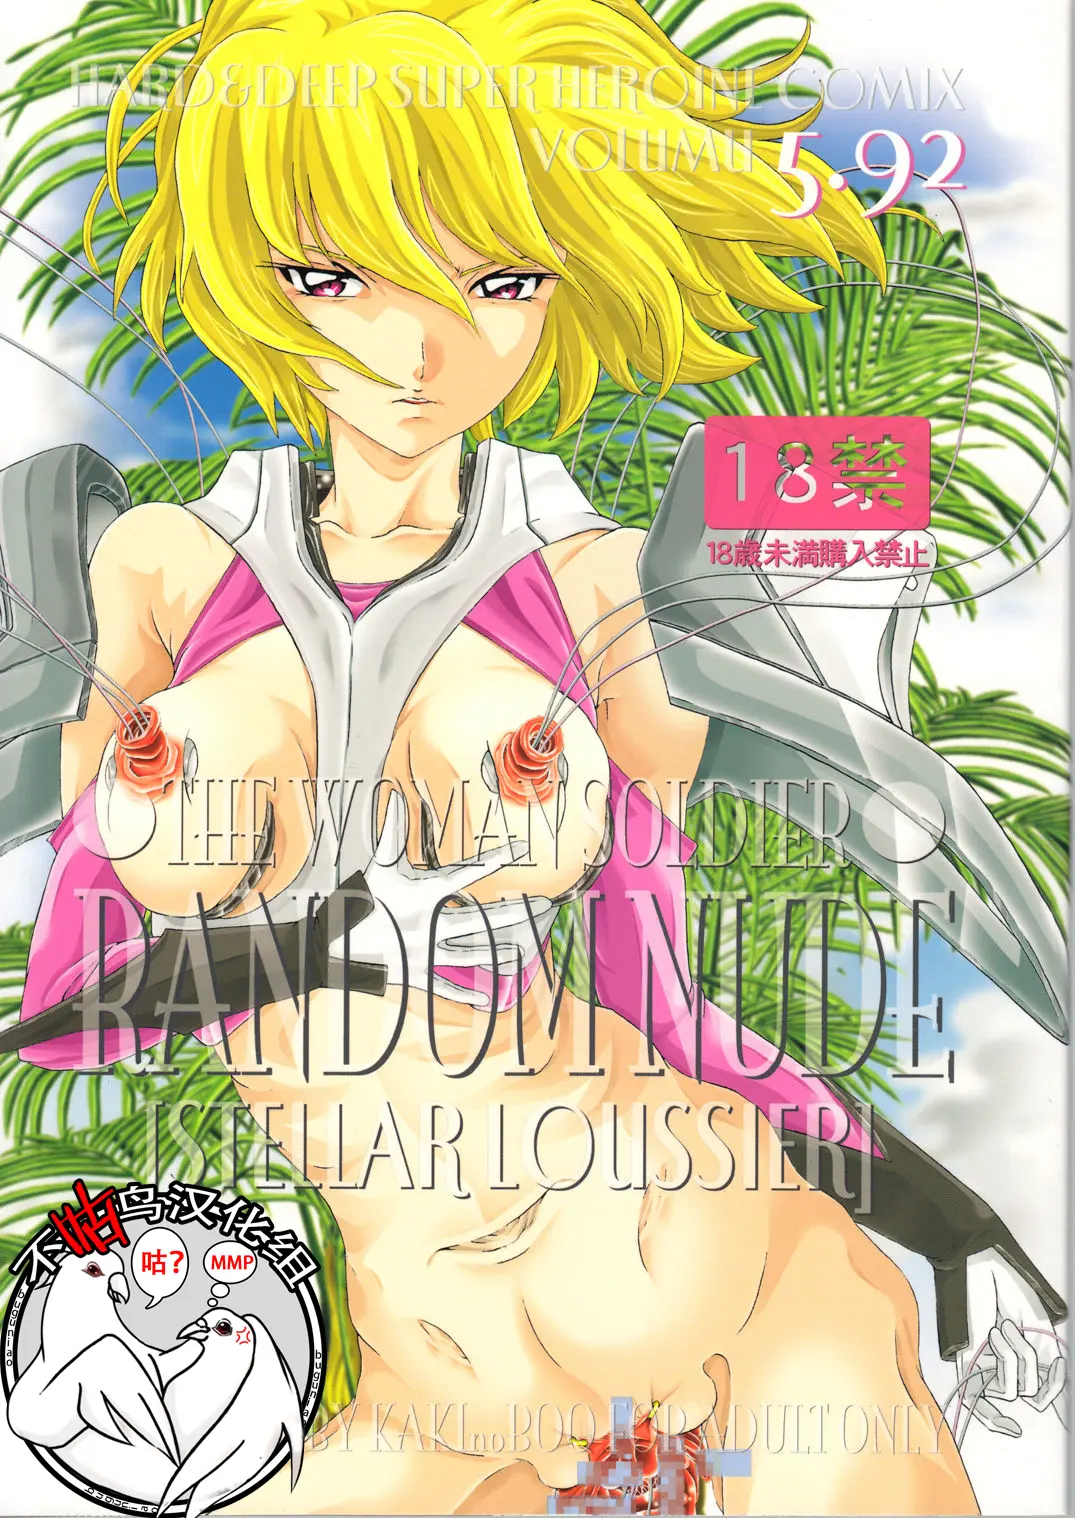 HARD&DEEP SUPER HEROINE COMIX
VOLUMU 5.92
18禁
18歳未満購入禁止
THE WOMAN SOLDIER
RANDOM NUDE
[STELLAR LOUSSIER]
不咕鸟汉化组
咕?
MMP
buguniao
BY KAKI no BOO FOR ADULT ONLY